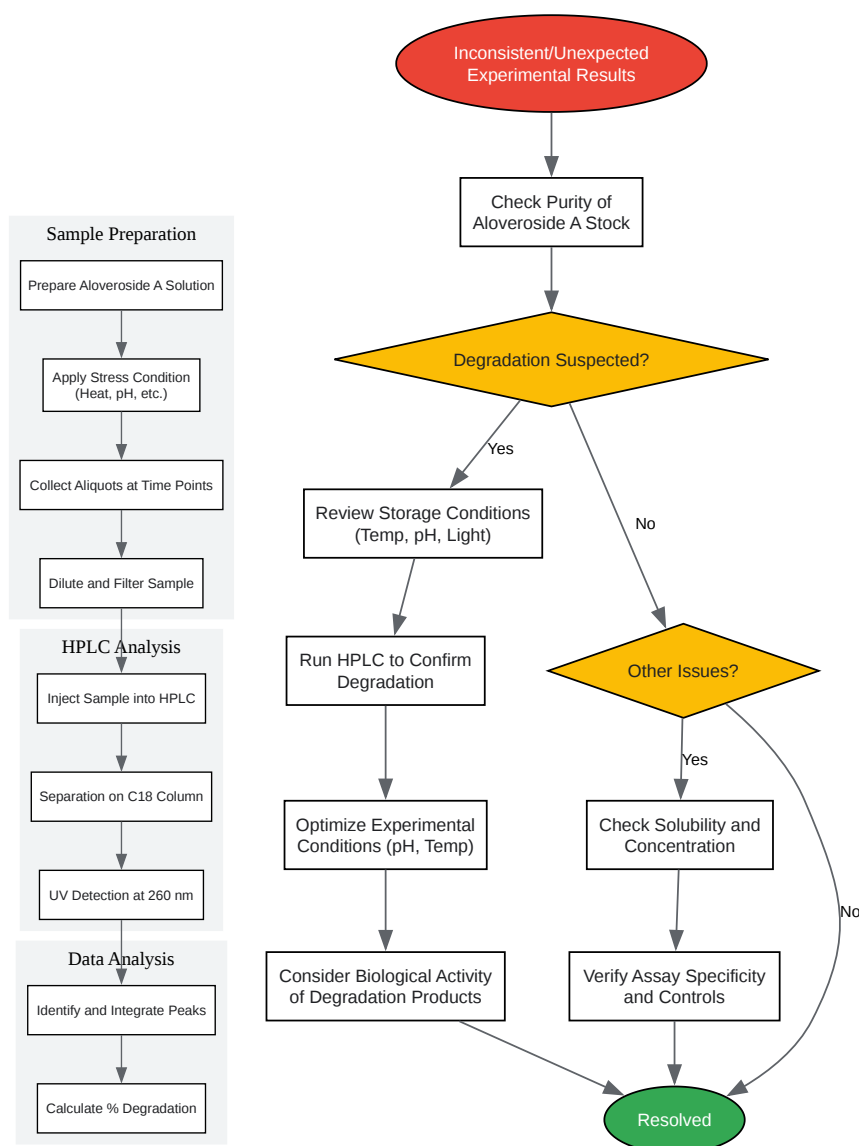 Sample Preparation
Prepare Aloveroside A Solution
Apply Stress Condition
(Heat, pH, etc.)
Collect Aliquots at Time Points
Dilute and Filter Sample
HPLC Analysis
Inject Sample into HPLC
Separation on C18 Column
UV Detection at 260 nm
Data Analysis
Identify and Integrate Peaks
Calculate % Degradation
Inconsistent/Unexpected
Experimental Results
Check Purity of
Aloveroside A Stock
Degradation Suspected?
Yes
Review Storage Conditions
(Temp, pH, Light)
Run HPLC to Confirm
Degradation
Optimize Experimental
Conditions (pH, Temp)
Consider Biological Activity
of Degradation Products
No
Other Issues?
Yes
Check Solubility and
Concentration
Verify Assay Specificity
and Controls
No
Resolved